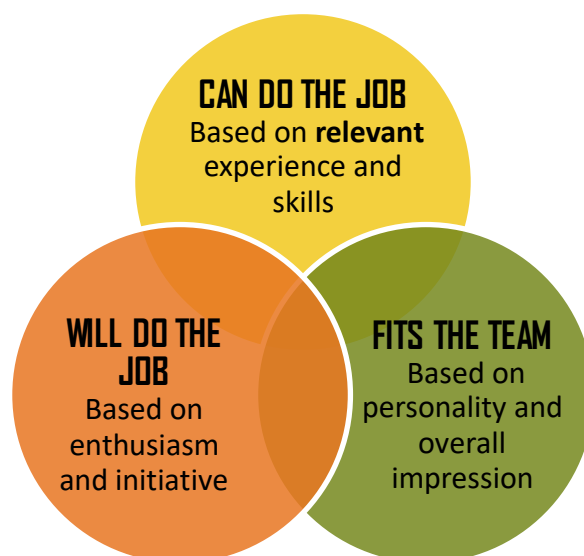 CAN DO THE JOB
Based on relevant
experience and
skills
WILL DO THE
JOB
Based on
enthusiasm
and initiative
FITS THE TEAM
Based on
personality and
overall
impression